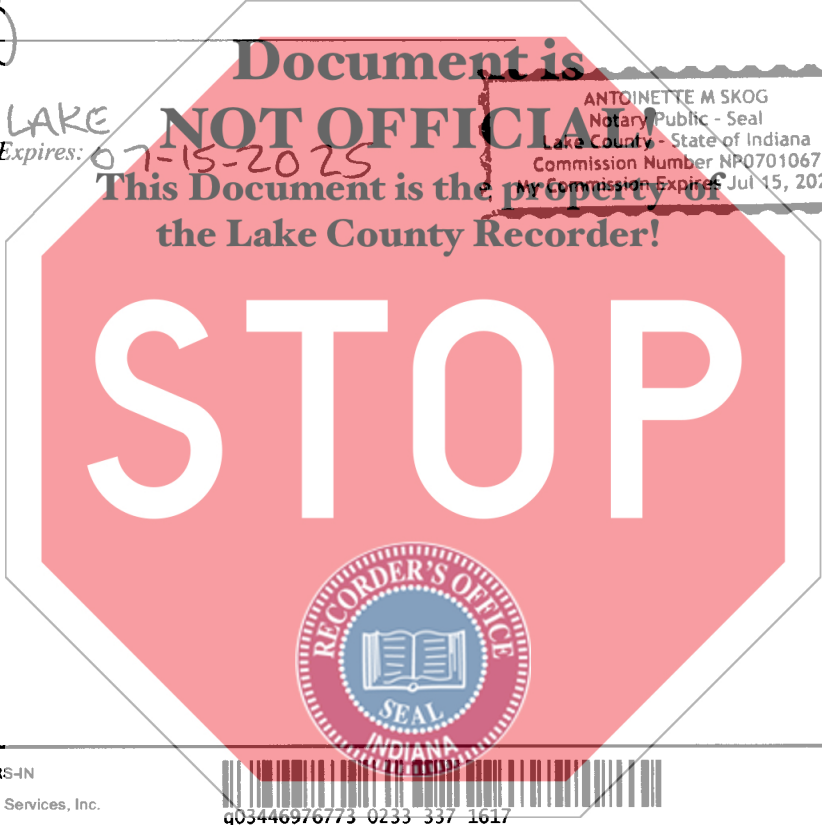 Document is
NOT OFFICIAL!
This Document is the property of
the Lake County Recorder!
LAKE
Expires: 07-15-2025
ANTOINETTE M SKOG
Notary Public - Seal
Lake County - State of Indiana
Commission Number NP0701067
My Commission Expires Jul 15, 202
STOP
RECORDER'S OFFICE
SEAL
INDIANA
RS-IN
Services, Inc.
q03446976773 0233 337 1617